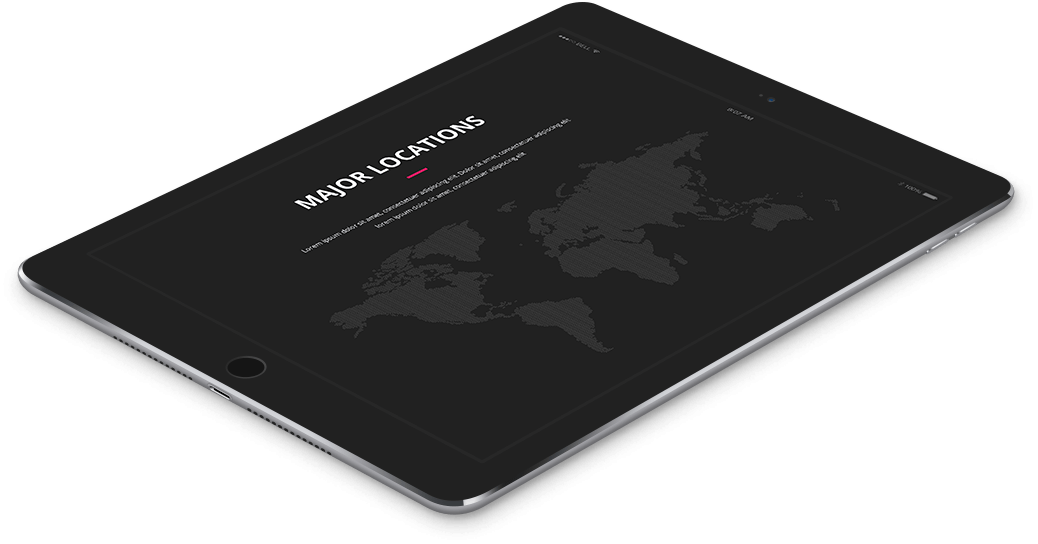 BELL
9:07 AM
100%
MAJOR LOCATIONS
Lorem ipsum dolor sit amet, consectetuer adipiscing elit. Dolor sit amet, consectetuer adipiscing elit
lorem ipsum dolor sit amet, consectetuer adipiscing elit